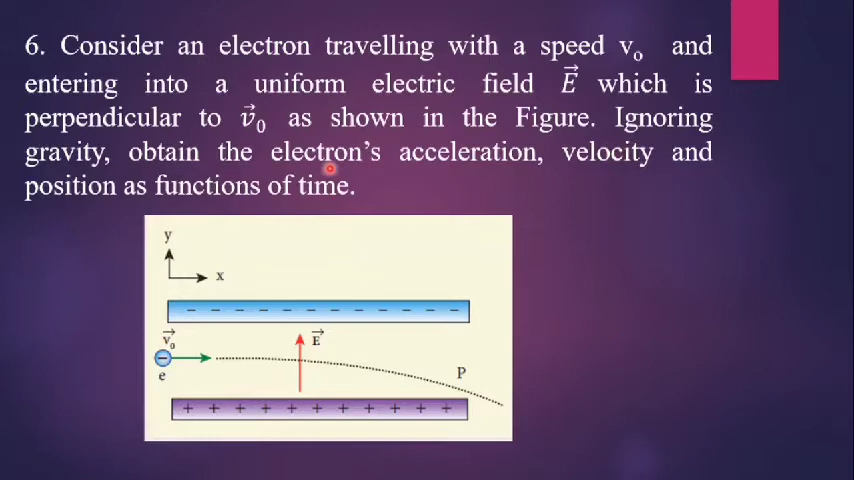 6. Consider an electron travelling with a speed v₀ and
entering into a uniform electric field E⃗ which is
perpendicular to v⃗₀ as shown in the Figure. Ignoring
gravity, obtain the electron's acceleration, velocity and
position as functions of time.
y
x
− − − − − − − − − − − −
v⃗₀
E⃗
−
e
P
+ + + + + + + + + + +